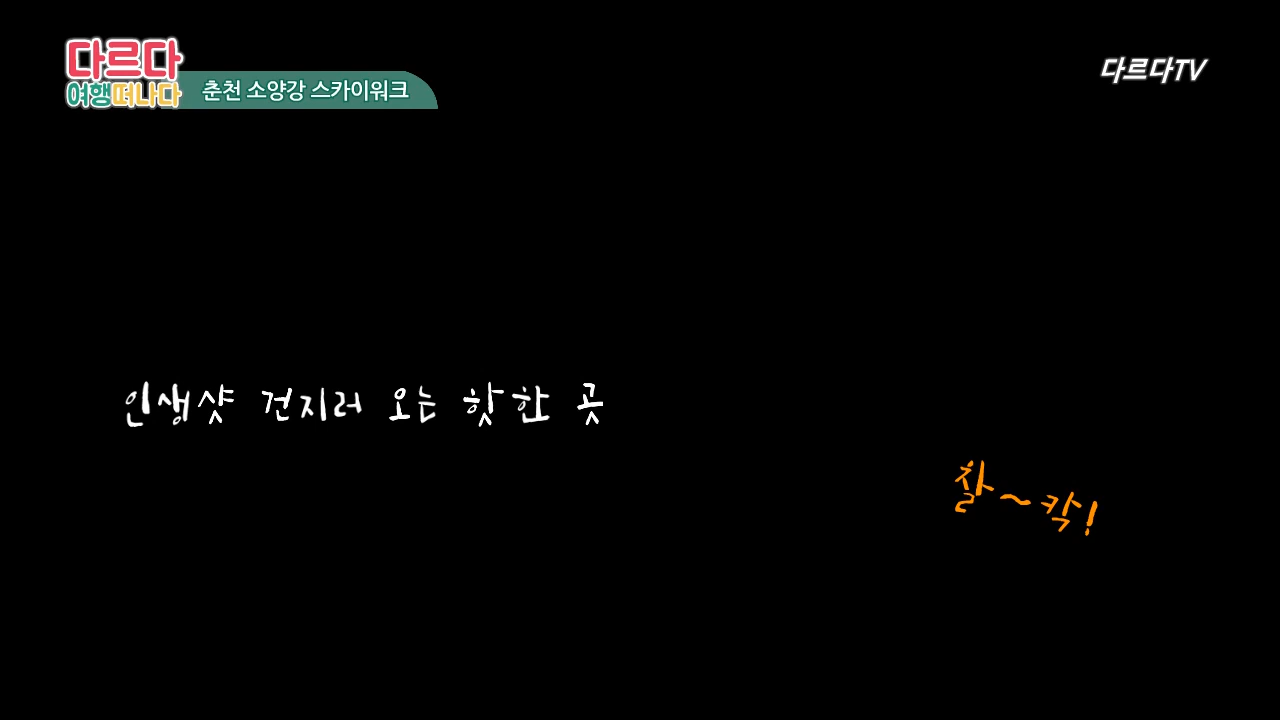 다르다
여행떠나다
춘천 소양강 스카이워크
다르다TV
인생샷 건지러 오는 핫한 곳
찰~칵!